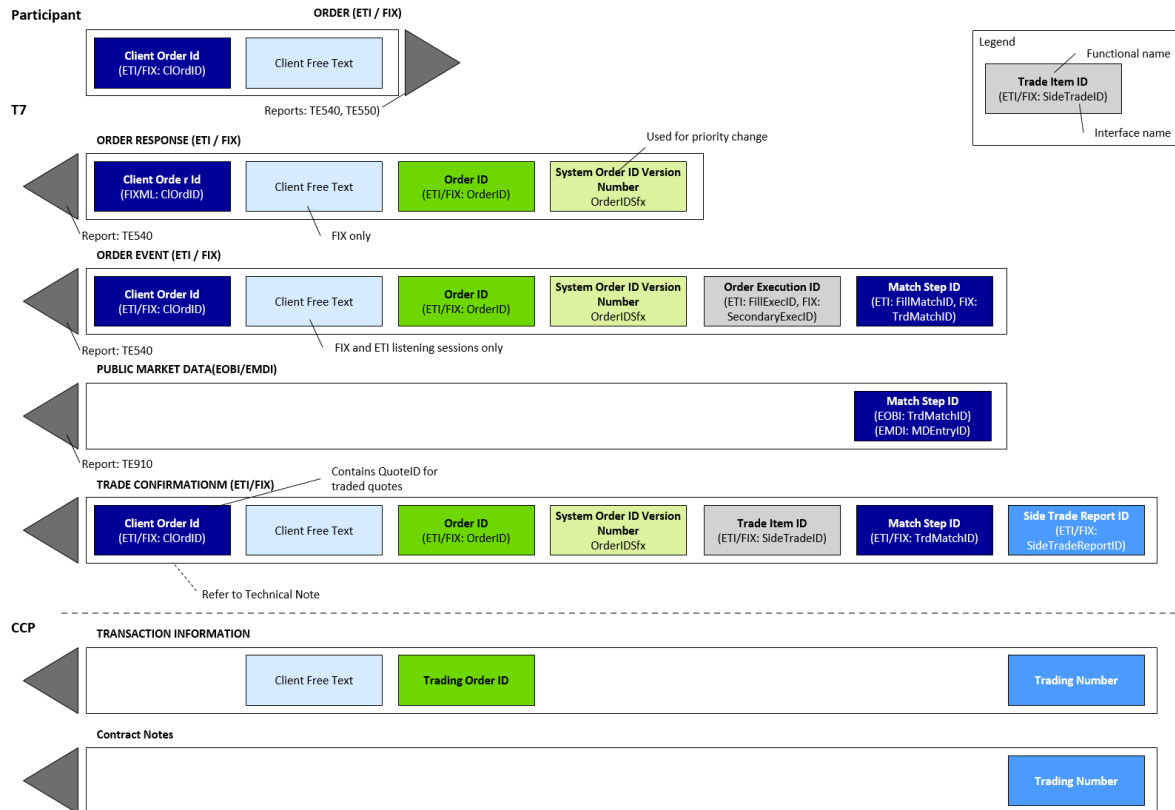 Participant
ORDER (ETI / FIX)
Client Order Id
(ETI/FIX: ClOrdID)
Client Free Text
Reports: TE540, TE550)
Legend
Functional name
Trade Item ID
(ETI/FIX: SideTradeID)
Interface name
T7
ORDER RESPONSE (ETI / FIX)
Used for priority change
Client Orde r Id
(FIXML: ClOrdID)
Client Free Text
Order ID
(ETI/FIX: OrderID)
System Order ID Version
Number
OrderIDSfx
Report: TE540
FIX only
ORDER EVENT (ETI / FIX)
Client Order Id
(ETI/FIX: ClOrdID)
Client Free Text
Order ID
(ETI/FIX: OrderID)
System Order ID Version
Number
OrderIDSfx
Order Execution ID
(ETI: FillExecID, FIX:
SecondaryExecID)
Match Step ID
(ETI: FillMatchID, FIX:
TrdMatchID)
Report: TE540
FIX and ETI listening sessions only
PUBLIC MARKET DATA(EOBI/EMDI)
Match Step ID
(EOBI: TrdMatchID)
(EMDI: MDEntryID)
Report: TE910
Contains QuoteID for
traded quotes
TRADE CONFIRMATIONM (ETI/FIX)
Client Order Id
(ETI/FIX: ClOrdID)
Client Free Text
Order ID
(ETI/FIX: OrderID)
System Order ID Version
Number
OrderIDSfx
Trade Item ID
(ETI/FIX: SideTradeID)
Match Step ID
(ETI/FIX: TrdMatchID)
Side Trade Report ID
(ETI/FIX:
SideTradeReportID)
Refer to Technical Note
CCP
TRANSACTION INFORMATION
Client Free Text
Trading Order ID
Trading Number
Contract Notes
Trading Number